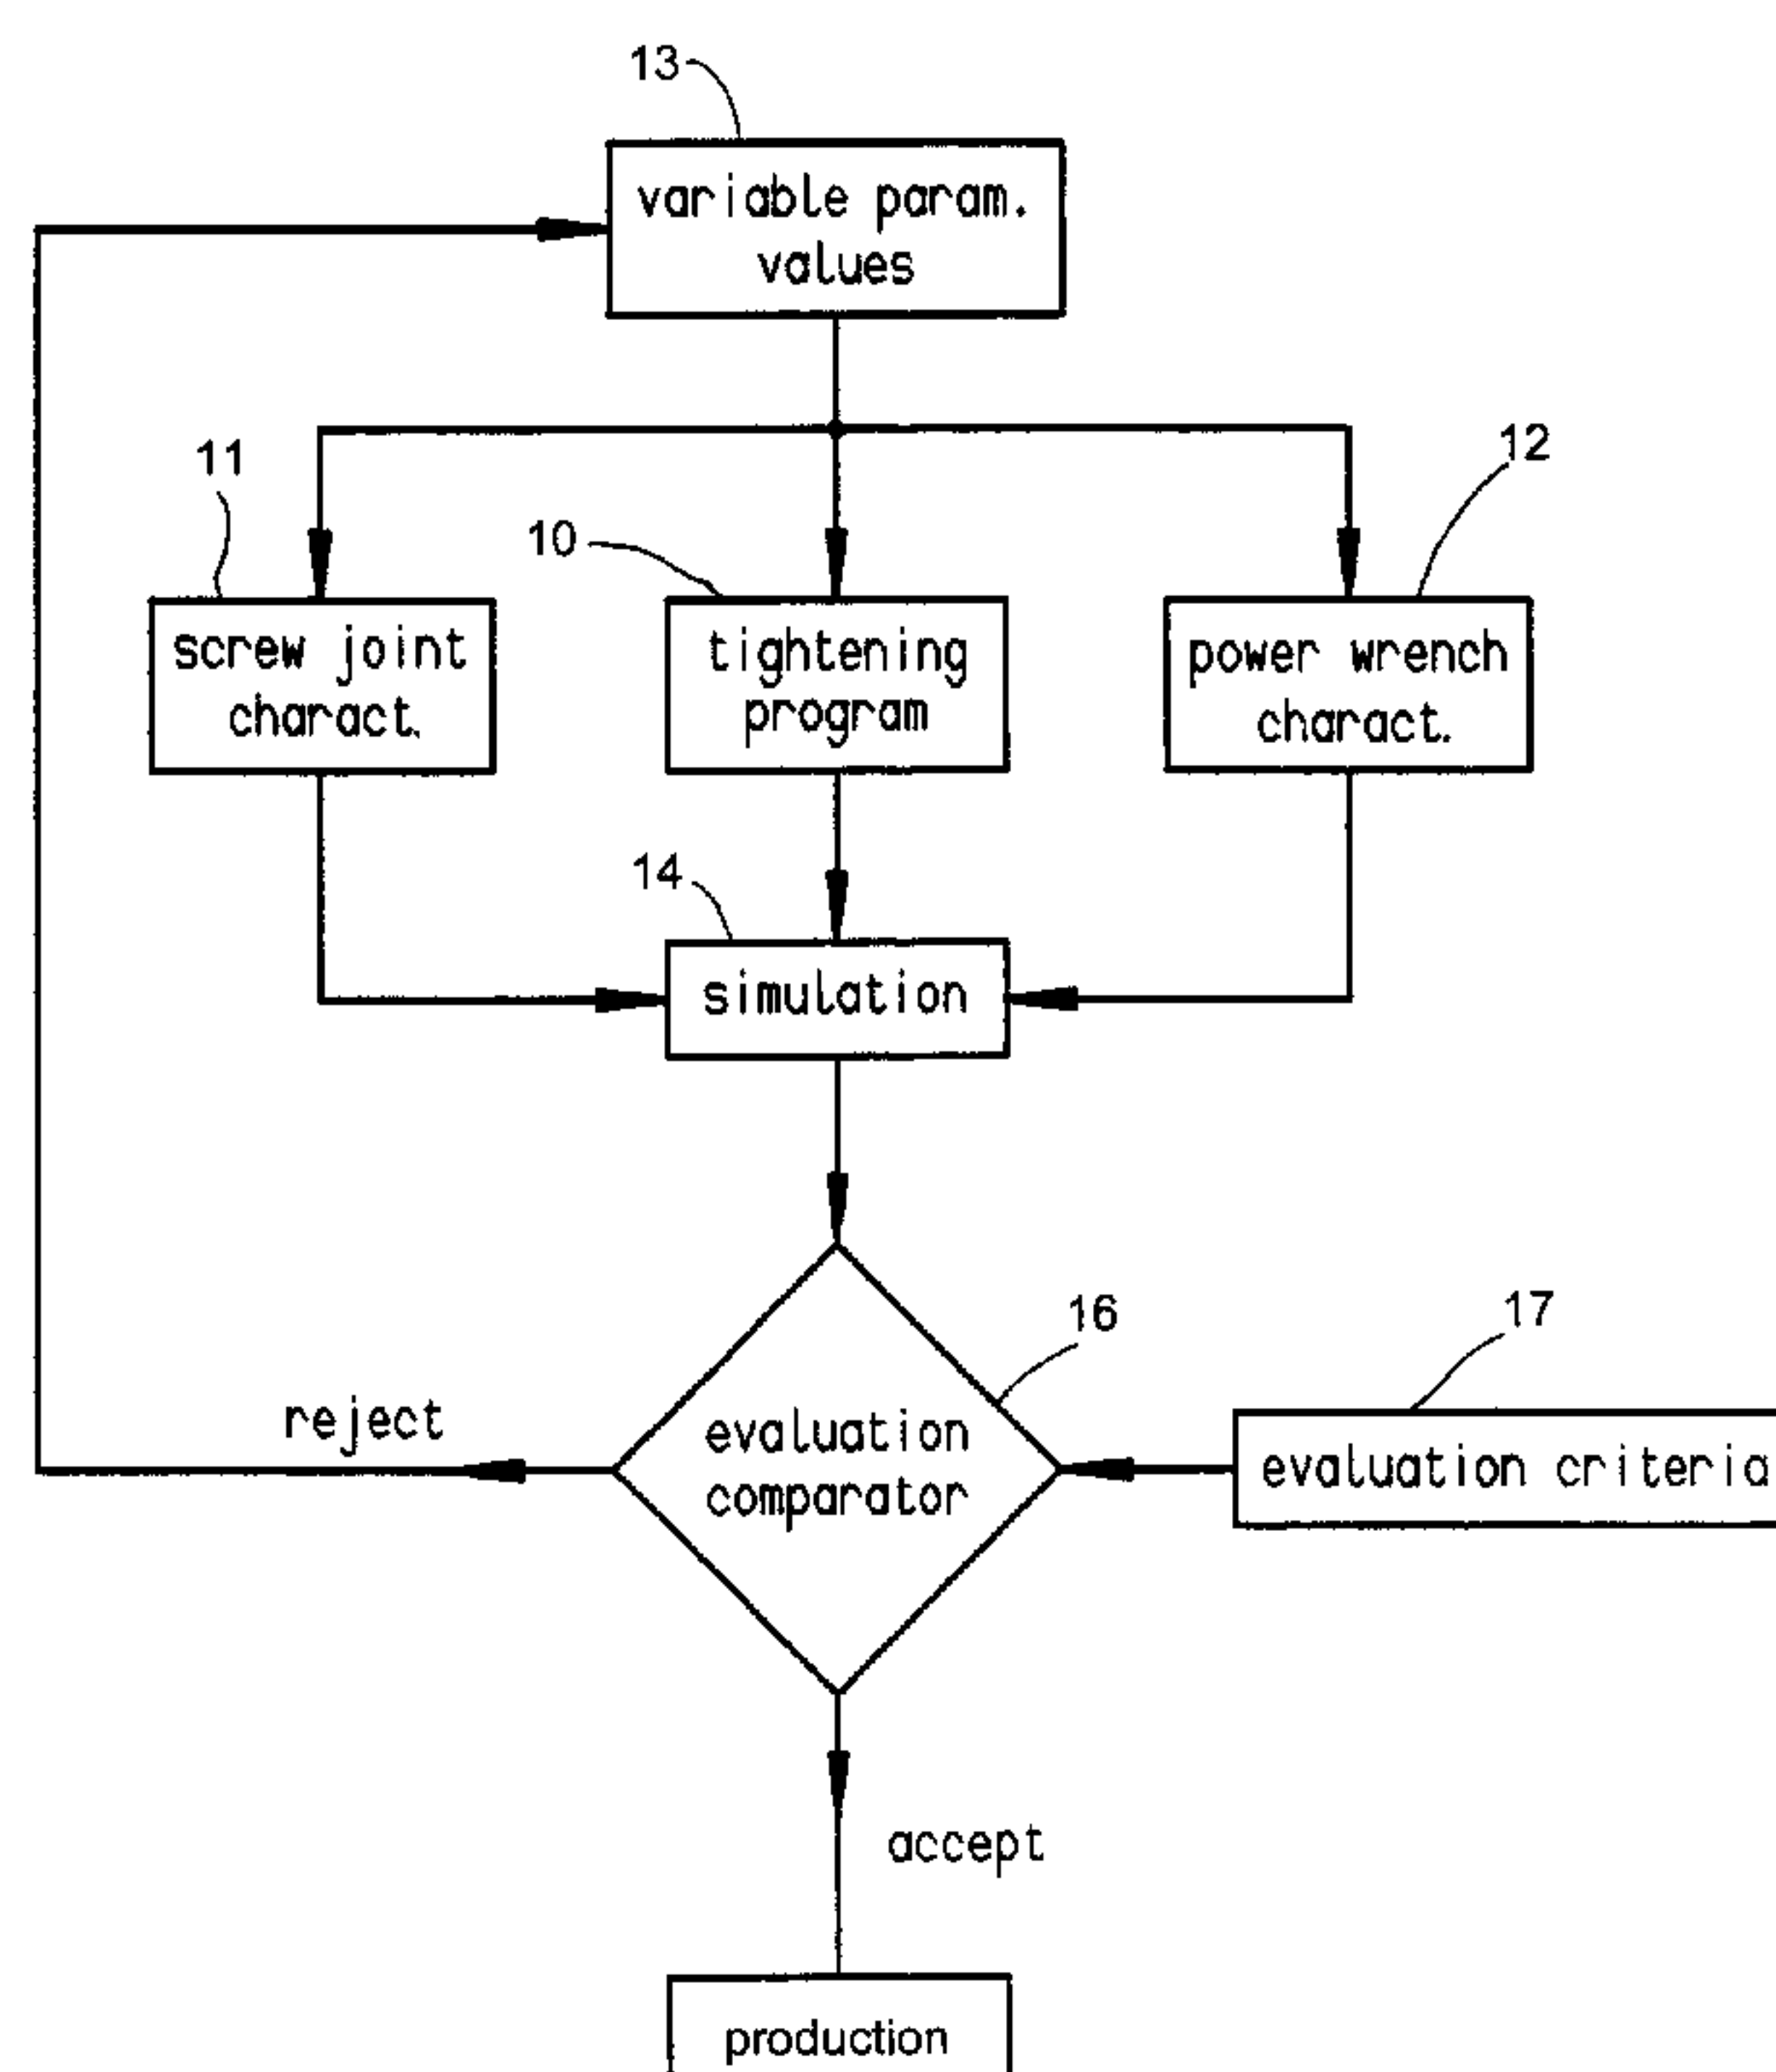 13
variable param.
values
11
12
10
screw joint
charact.
tightening
program
power wrench
charact.
14
simulation
16
17
reject
evaluation
comparator
evaluation criteria
accept
production